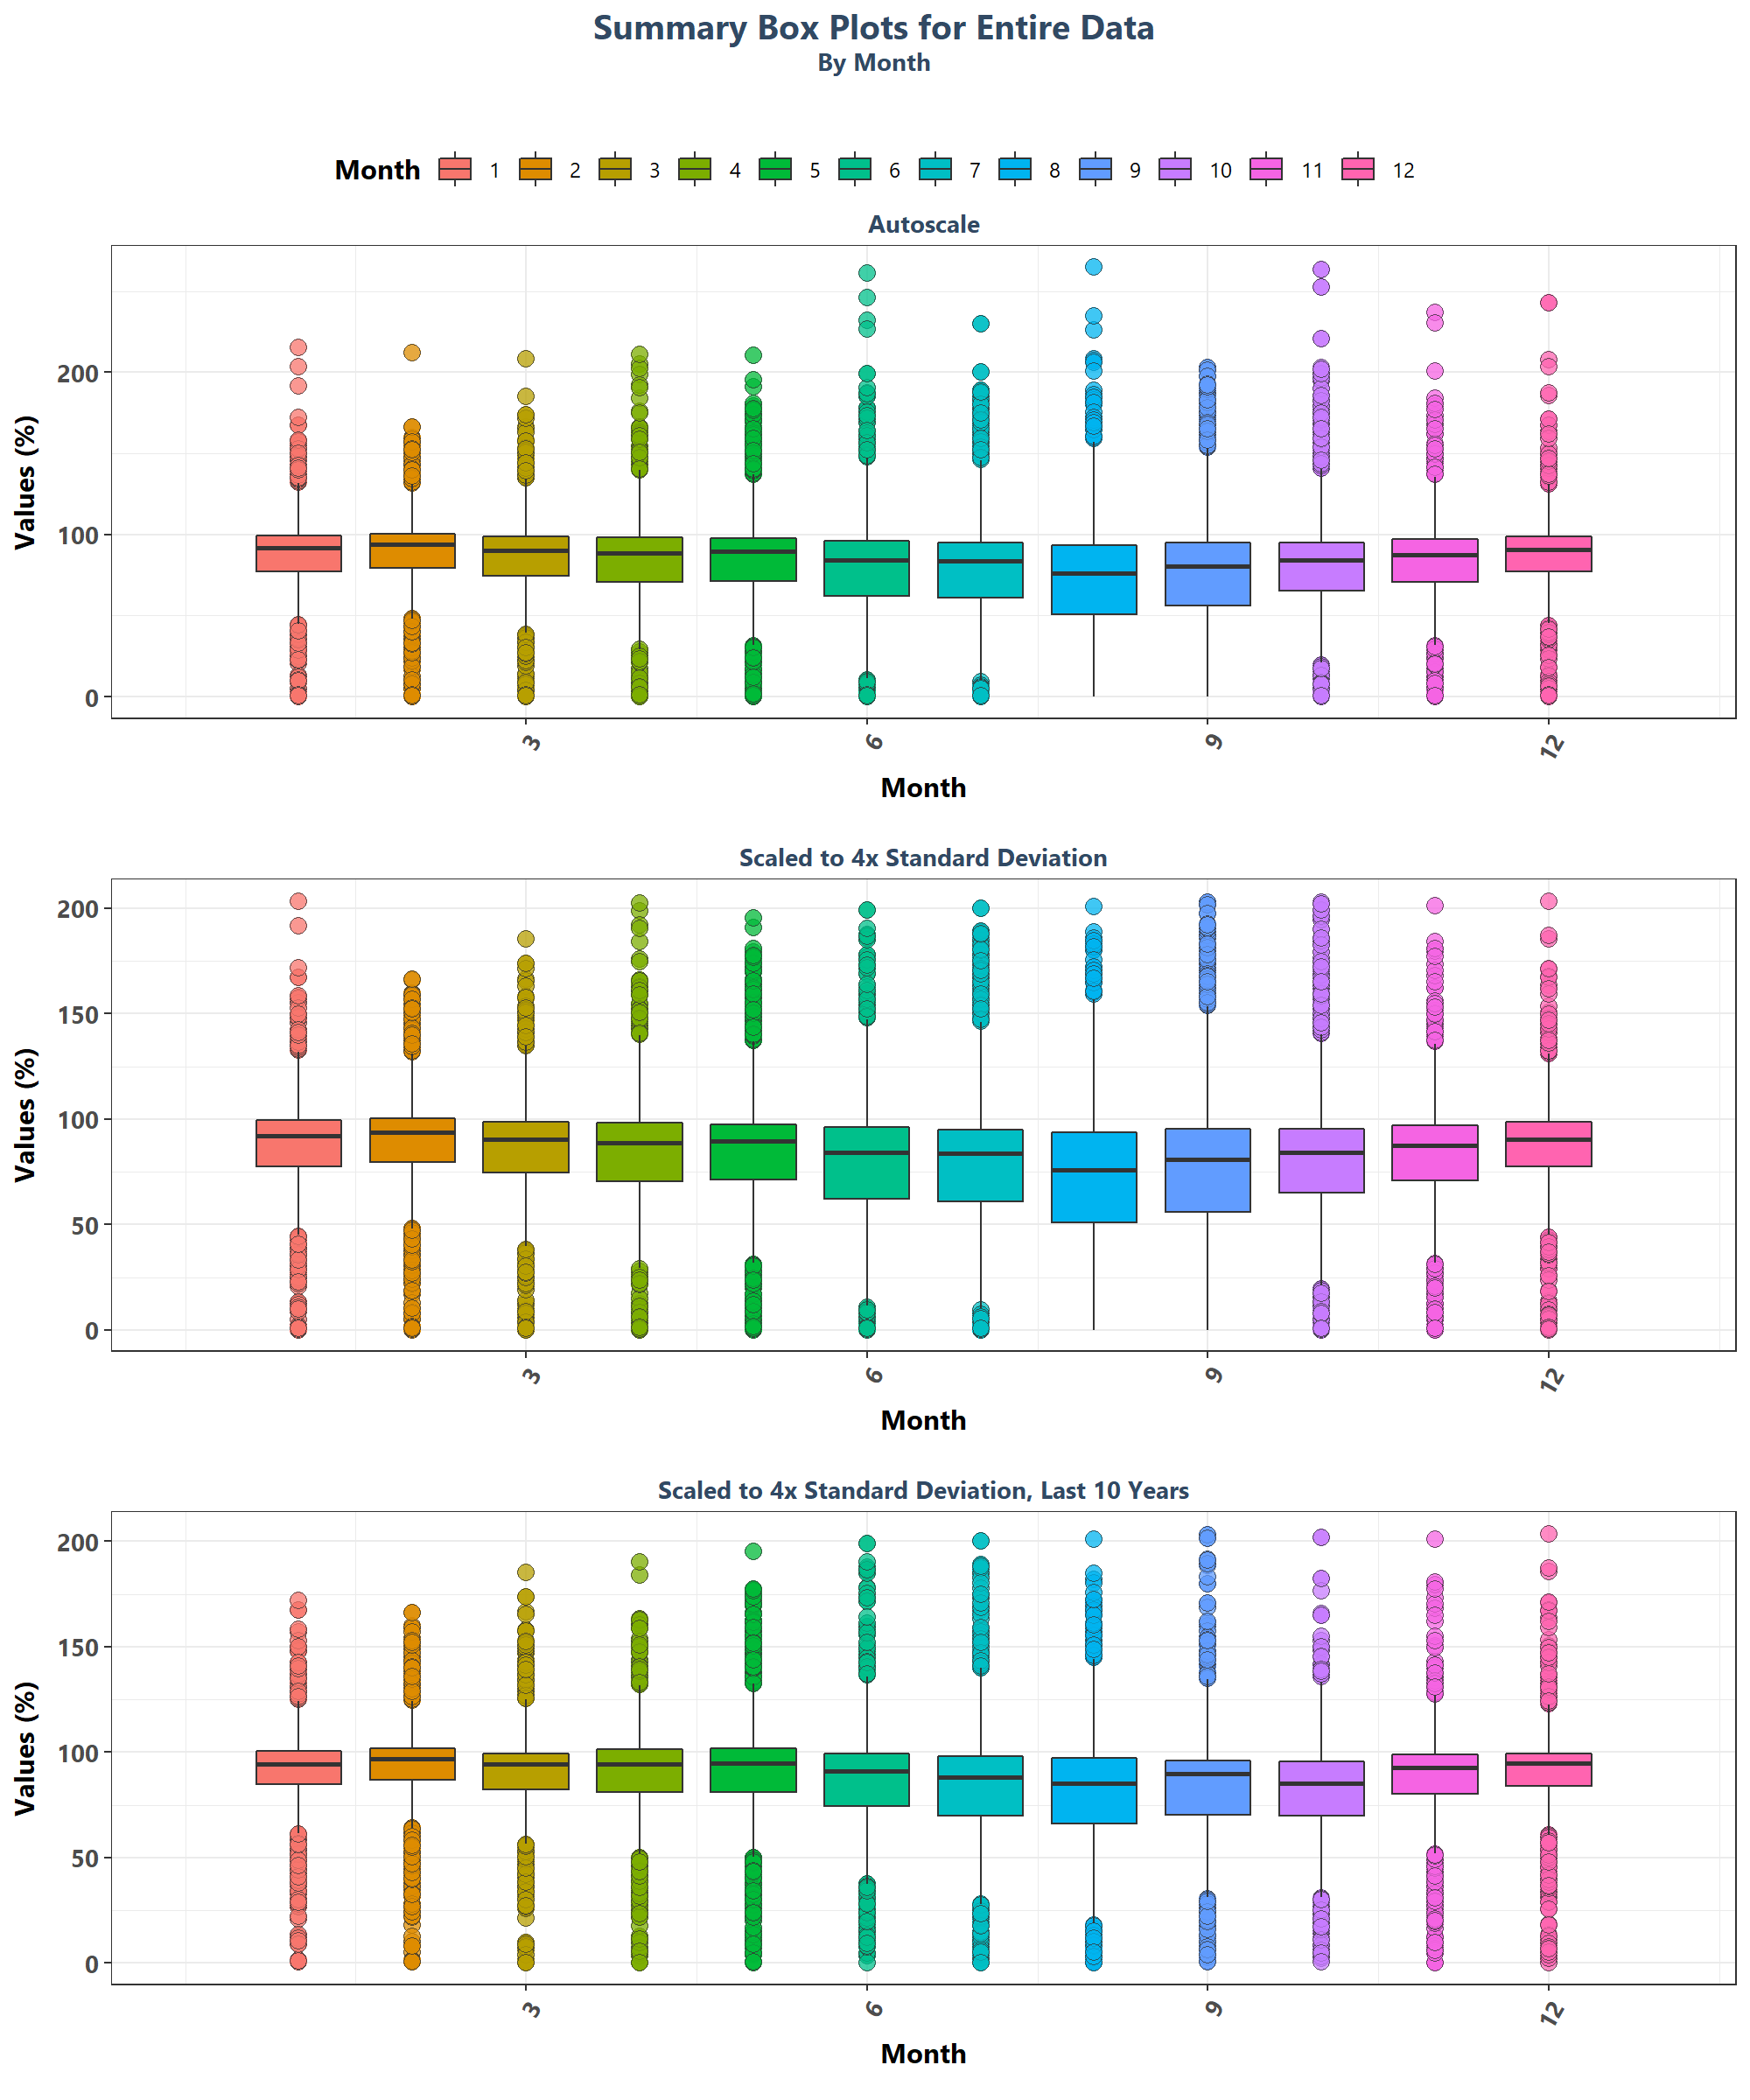 Summary Box Plots for Entire Data
By Month
Month 1 2 3 4 5 6 7 8 9 10 11 12
Autoscale
Values (%)
200
100
0
3 6 9 12
Month
Scaled to 4x Standard Deviation
Values (%)
200
150
100
50
0
3 6 9 12
Month
Scaled to 4x Standard Deviation, Last 10 Years
Values (%)
200
150
100
50
0
3 6 9 12
Month